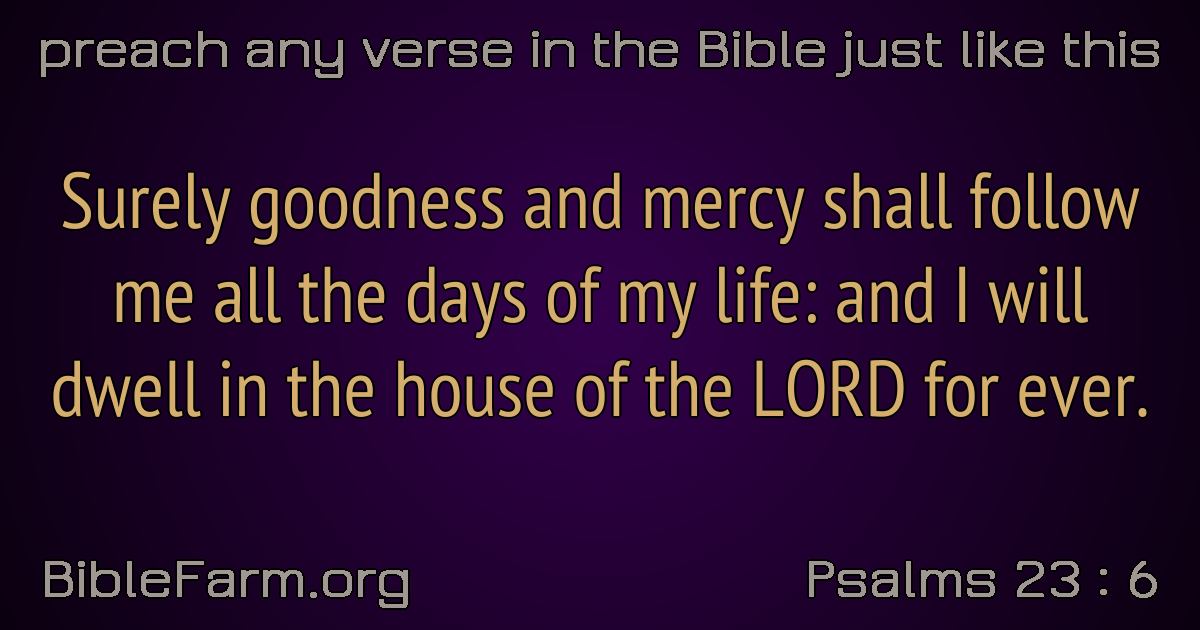 preach any verse in the Bible just like this
Surely goodness and mercy shall follow
me all the days of my life: and I will
dwell in the house of the LORD for ever.
BibleFarm.org
Psalms 23 : 6